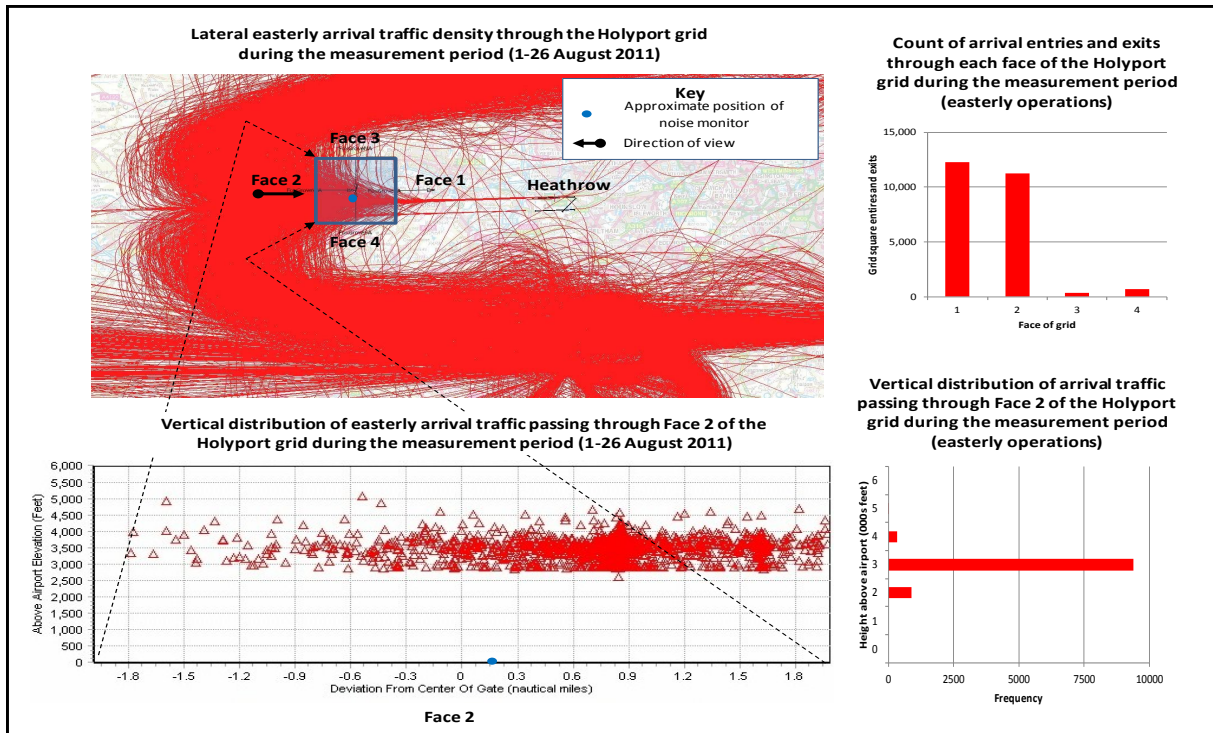 Lateral easterly arrival traffic density through the Holyport grid
during the measurement period (1-26 August 2011)
Key
Approximate position of
noise monitor
Direction of view
Face 3
Face 2
Face 1
Heathrow
Face 4
Count of arrival entries and exits
through each face of the Holyport
grid during the measurement period
(easterly operations)
Grid square entires and exits
15,000
10,000
5,000
0
1 2 3 4
Face of grid
Vertical distribution of easterly arrival traffic passing through Face 2 of the
Holyport grid during the measurement period (1-26 August 2011)
Above Airport Elevation (Feet)
6,000
5,500
5,000
4,500
4,000
3,500
3,000
2,500
2,000
1,500
1,000
500
0
-1.8 -1.5 -1.2 -0.9 -0.6 -0.3 0 0.3 0.6 0.9 1.2 1.5 1.8
Deviation From Center Of Gate (nautical miles)
Face 2
Vertical distribution of arrival traffic
passing through Face 2 of the Holyport
grid during the measurement period
(easterly operations)
Height above airport (000s feet)
6
5
4
3
2
1
0
0 2500 5000 7500 10000
Frequency